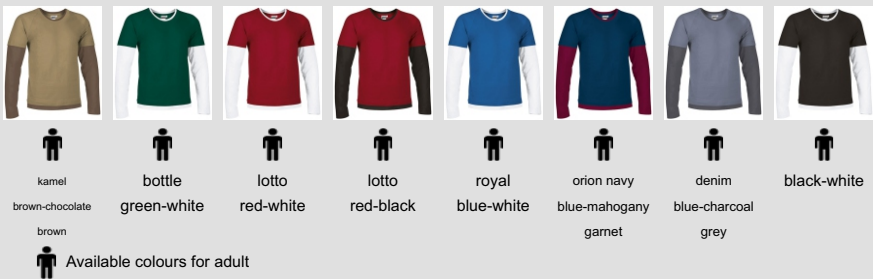 kamel
brown-chocolate
brown
bottle
green-white
lotto
red-white
lotto
red-black
royal
blue-white
orion navy
blue-mahogany
garnet
denim
blue-charcoal
grey
black-white
Available colours for adult